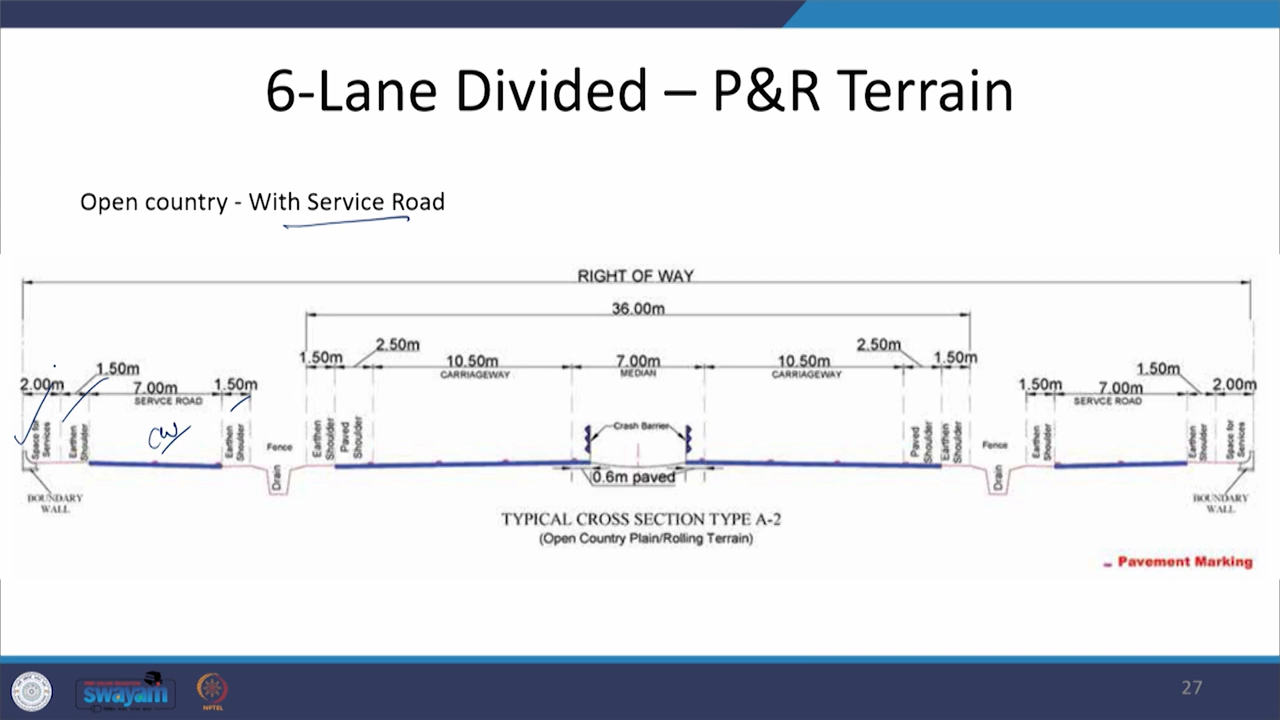 6-Lane Divided – P&R Terrain
Open country - With Service Road
RIGHT OF WAY
36.00m
2.50m
2.50m
1.50m
10.50m
7.00m
10.50m
1.50m
CARRIAGEWAY
MEDIAN
CARRIAGEWAY
1.50m
1.50m
2.00m
7.00m
1.50m
1.50m
7.00m
2.00m
SERVCE ROAD
SERVCE ROAD
Space for Services
Earthen Shoulder
CW
Earthen Shoulder
Fence
Earthen Shoulder
Paved Shoulder
Crash Barrier
Paved Shoulder
Earthen Shoulder
Fence
Earthen Shoulder
Earthen Shoulder
Space for Services
Drain
0.6m paved
Drain
BOUNDARY WALL
BOUNDARY WALL
TYPICAL CROSS SECTION TYPE A-2
(Open Country Plain/Rolling Terrain)
Pavement Marking
swayam
NPTEL
27